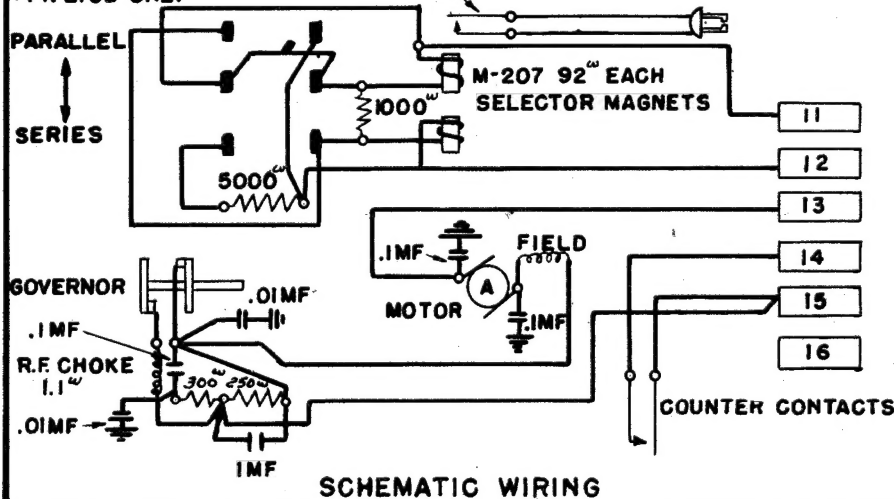 PARALLEL
SERIES
M-207 92ω EACH
SELECTOR MAGNETS
1000ω
5000ω
11
12
13
14
15
16
FIELD
.1MF
A
MOTOR
.1MF
GOVERNOR
.01MF
.1MF
R.F. CHOKE
1.1ω
300ω 250ω
.01MF
1MF
COUNTER CONTACTS
SCHEMATIC WIRING